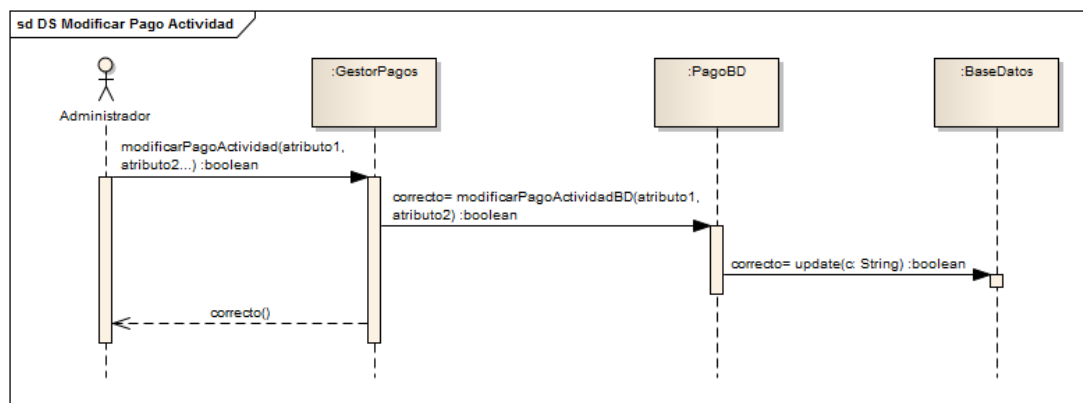 sd DS Modificar Pago Actividad
:GestorPagos
:PagoBD
:BaseDatos
Administrador
modificarPagoActividad(atributo1,
atributo2...) :boolean
correcto= modificarPagoActividadBD(atributo1,
atributo2) :boolean
correcto= update(c: String) :boolean
correcto()